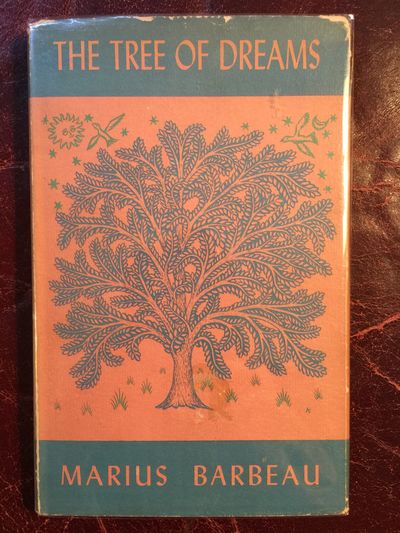 THE TREE OF DREAMS
MARIUS BARBEAU